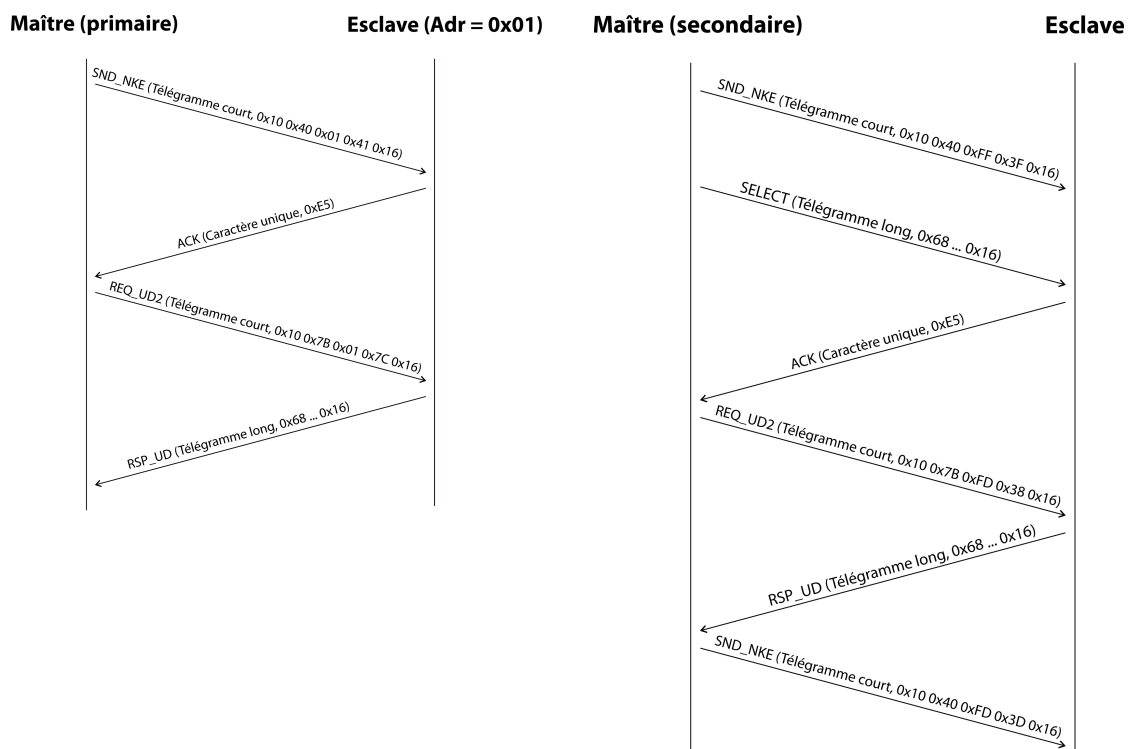 Maître (primaire)
Esclave (Adr = 0x01)
SND_NKE (Télégramme court, 0x10 0x40 0x01 0x41 0x16)
ACK (Caractère unique, 0xE5)
REQ_UD2 (Télégramme court, 0x10 0x7B 0x01 0x7C 0x16)
RSP_UD (Télégramme long, 0x68 ... 0x16)
Maître (secondaire)
Esclave
SND_NKE (Télégramme court, 0x10 0x40 0xFF 0x3F 0x16)
SELECT (Télégramme long, 0x68 ... 0x16)
ACK (Caractère unique, 0xE5)
REQ_UD2 (Télégramme court, 0x10 0x7B 0xFD 0x38 0x16)
RSP_UD (Télégramme long, 0x68 ... 0x16)
SND_NKE (Télégramme court, 0x10 0x40 0xFD 0x3D 0x16)